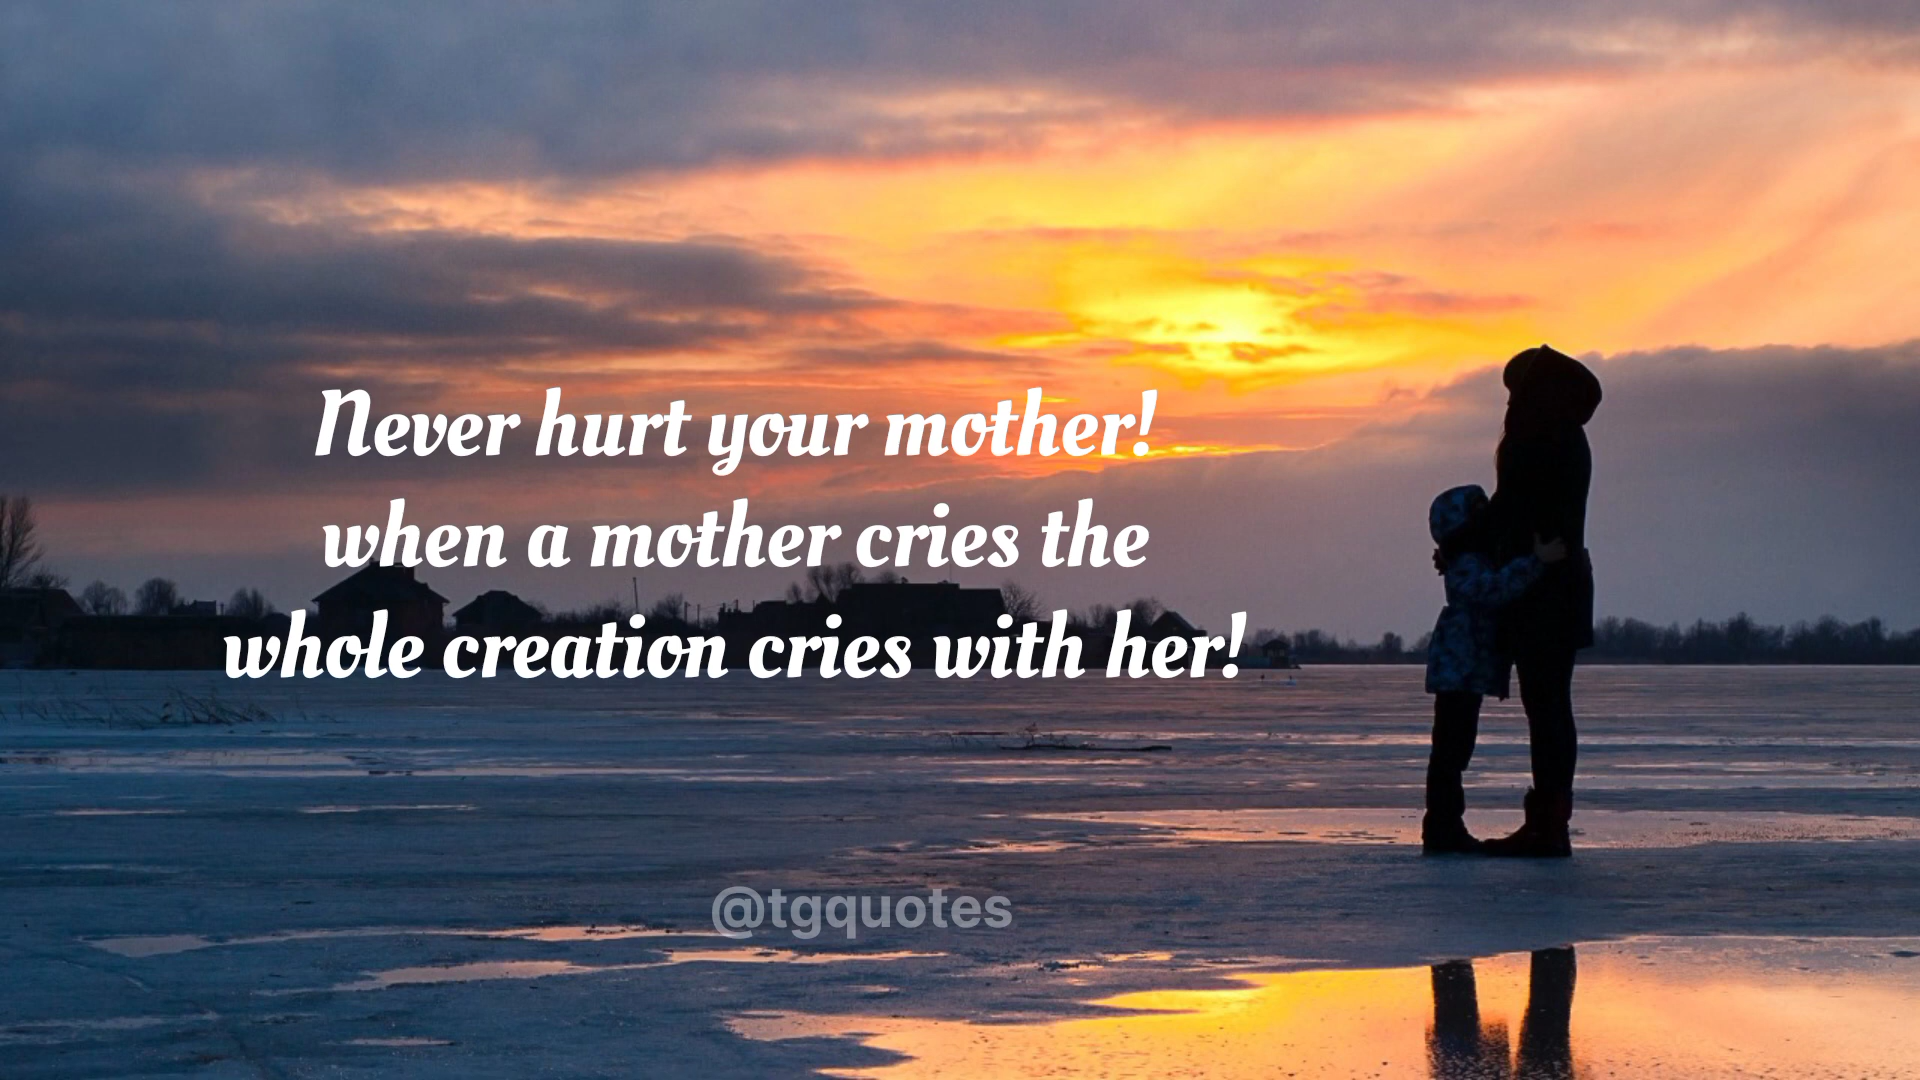 Never hurt your mother!
when a mother cries the
whole creation cries with her!
@tgquotes